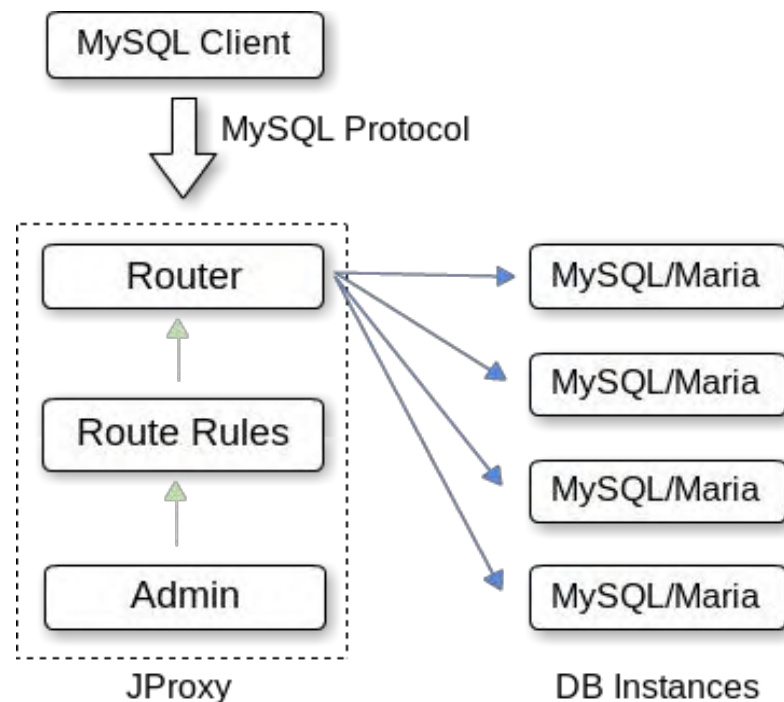 MySQL Client
MySQL Protocol
Router
MySQL/Maria
MySQL/Maria
Route Rules
MySQL/Maria
Admin
MySQL/Maria
JProxy
DB Instances